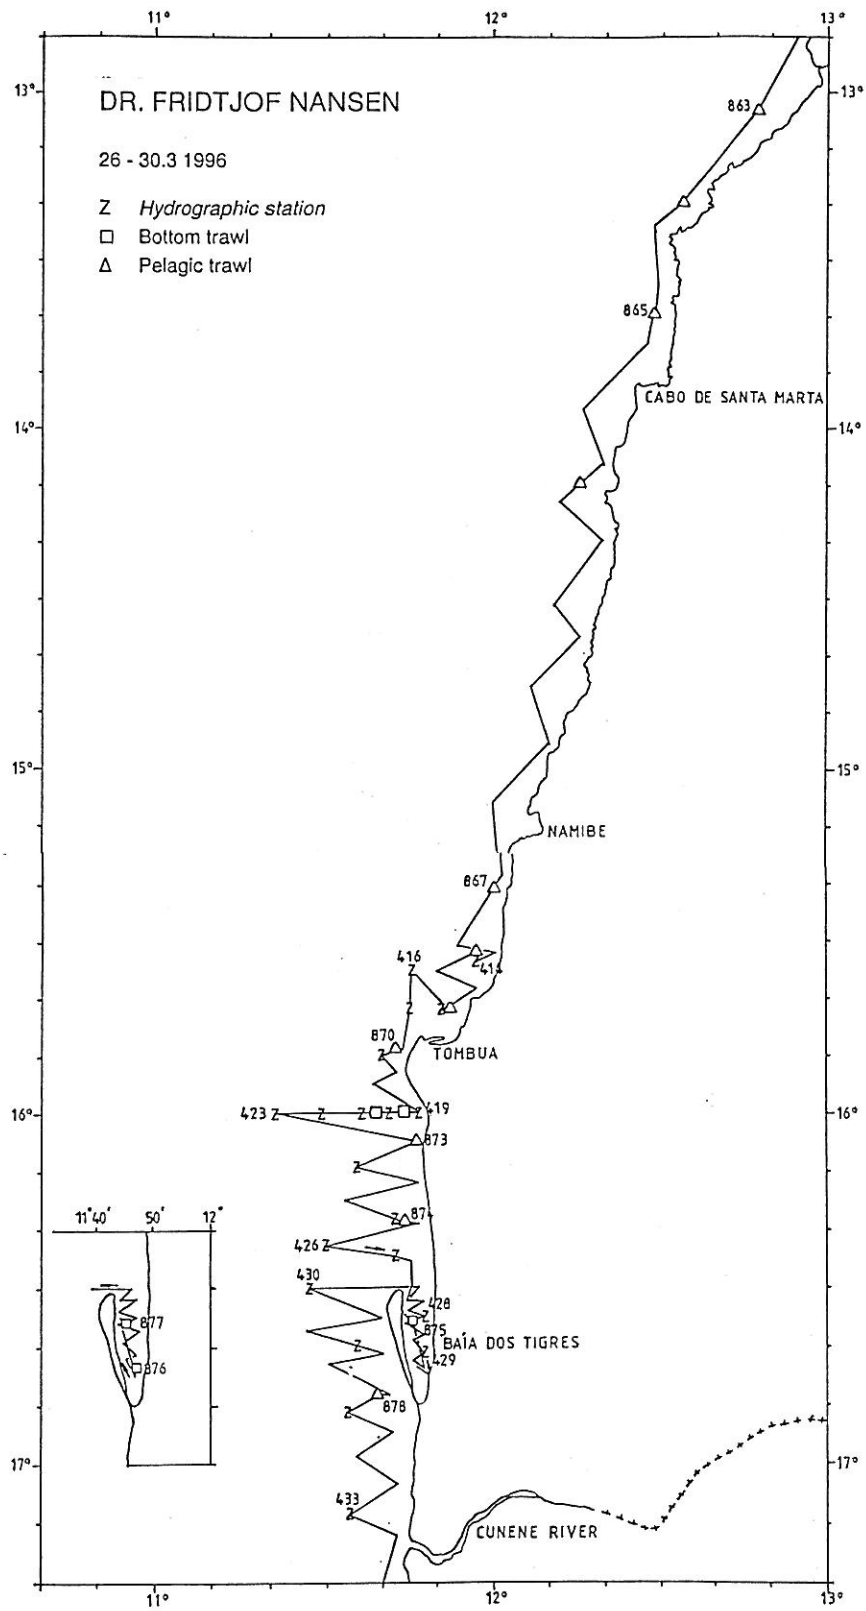 11° 12° 13°
13° 13°
DR. FRIDTJOF NANSEN
863
26 - 30.3 1996
Z Hydrographic station
□ Bottom trawl
△ Pelagic trawl
865
CABO DE SANTA MARTA
14° 14°
15° 15°
NAMIBE
867
416
414
870
TOMBUA
16° 423 419 16°
873
874
11°40' 50' 12°
426
430
428
877
875
BAÍA DOS TIGRES
429
876
878
17° 17°
433
CUNENE RIVER
11° 12° 13°